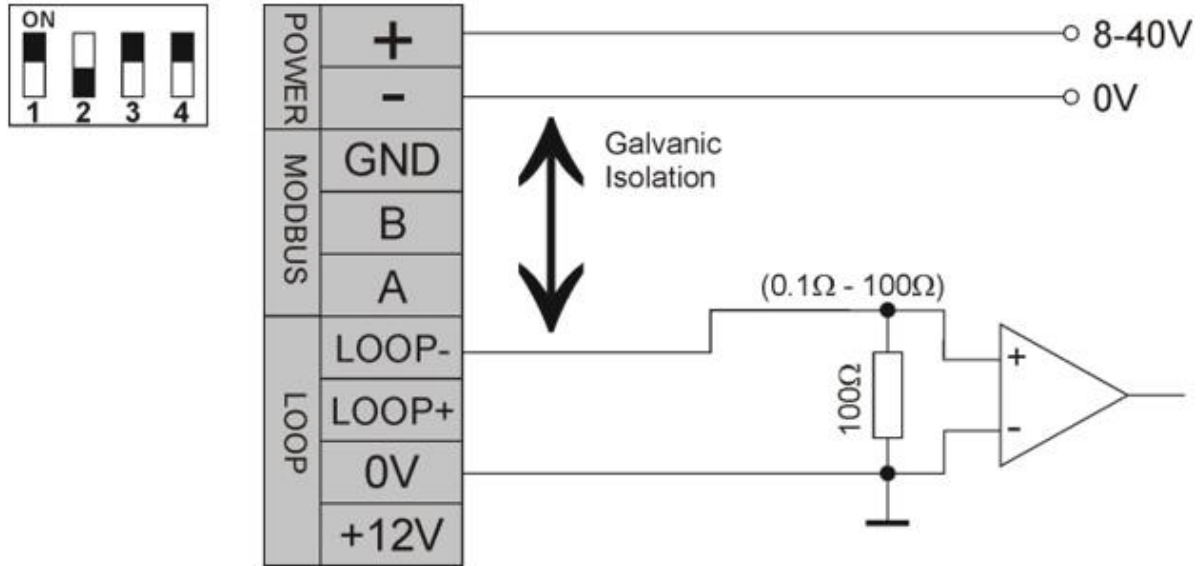 ON
1 2 3 4
POWER
+
-
8-40V
0V
MODBUS
GND
B
A
Galvanic
Isolation
LOOP
LOOP-
LOOP+
0V
+12V
(0.1Ω - 100Ω)
100Ω
+
-